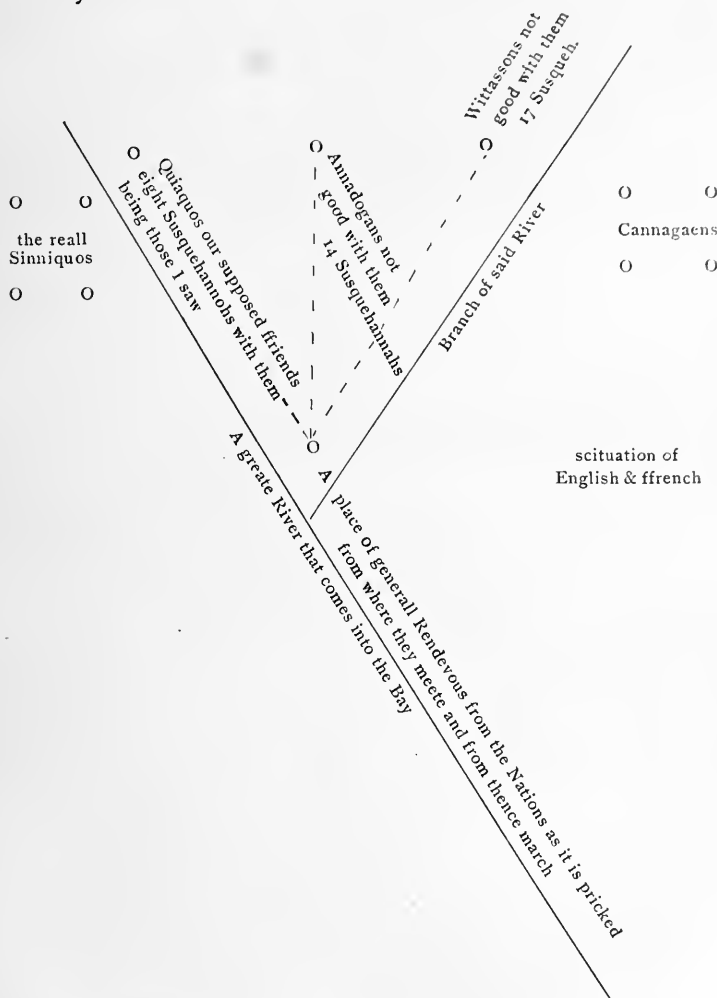 Wittassons not
good with them
17 Susqueh.
O
O
O
Quiaquos our supposed ffriends
eight Susquehannohs with them
being those I saw
Annadogans not
good with them
14 Susquehannahs
O O
the reall
Sinniquos
O O
O O
Cannagaens
O O
Branch of said River
O
scituation of
English & ffrench
A greate River that comes into the Bay
A place of generall Rendevous from the Nations as it is pricked
from where they meete and from thence march